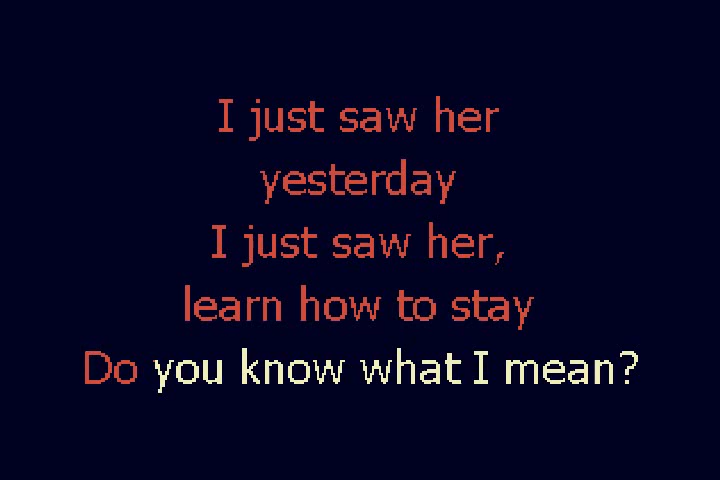 I just saw her
yesterday
I just saw her,
learn how to stay
Do you know what I mean?